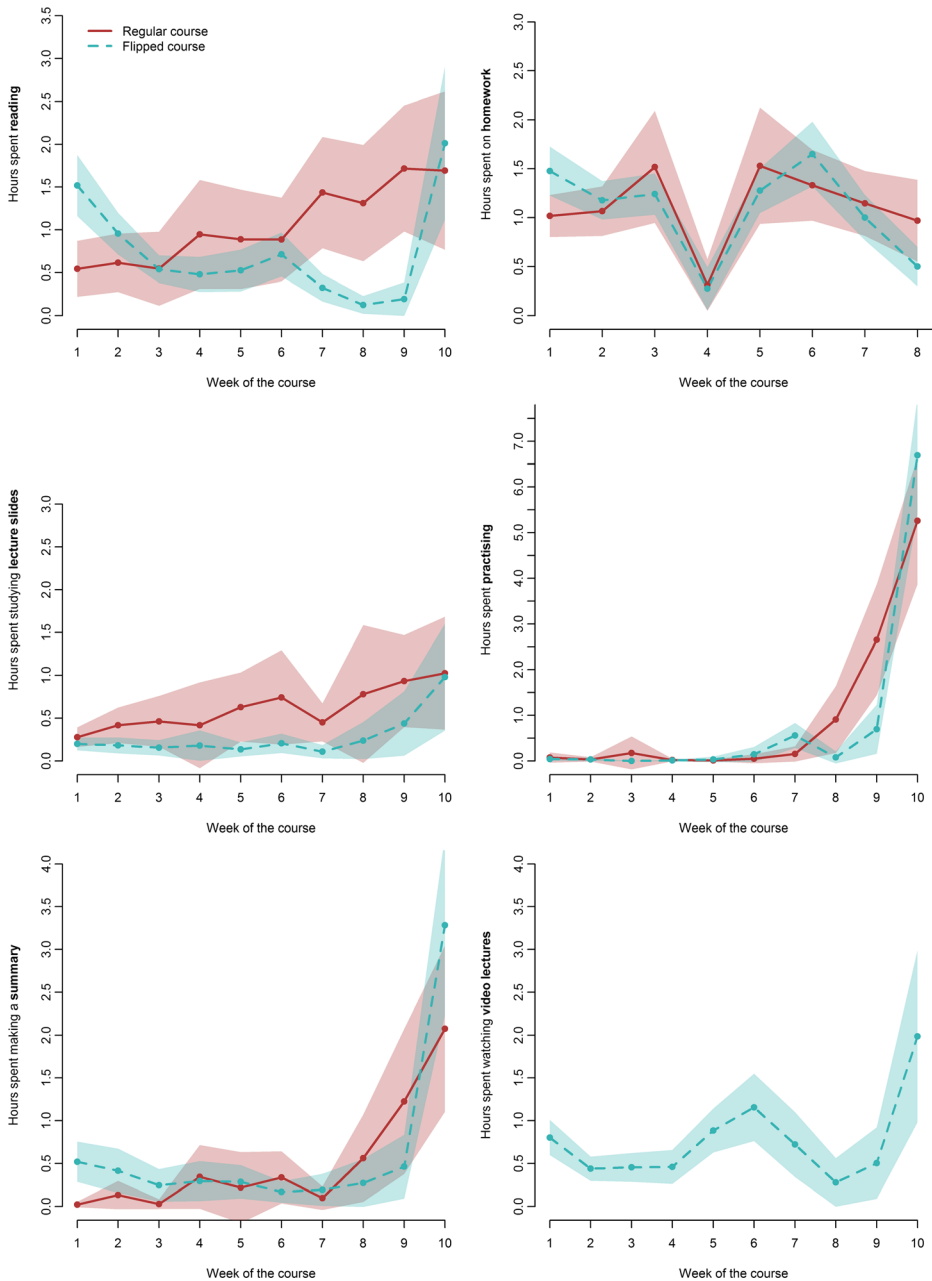 Regular course
Flipped course
Hours spent reading
0.0 0.5 1.0 1.5 2.0 2.5 3.0 3.5
1 2 3 4 5 6 7 8 9 10
Week of the course
Hours spent on homework
0.0 0.5 1.0 1.5 2.0 2.5 3.0
1 2 3 4 5 6 7 8
Week of the course
Hours spent studying lecture slides
0.0 0.5 1.0 1.5 2.0 2.5 3.0
1 2 3 4 5 6 7 8 9 10
Week of the course
Hours spent practising
0.0 1.0 2.0 3.0 4.0 5.0 6.0 7.0
1 2 3 4 5 6 7 8 9 10
Week of the course
Hours spent making a summary
0.0 0.5 1.0 1.5 2.0 2.5 3.0 3.5 4.0
1 2 3 4 5 6 7 8 9 10
Week of the course
Hours spent watching video lectures
0.0 0.5 1.0 1.5 2.0 2.5 3.0 3.5 4.0
1 2 3 4 5 6 7 8 9 10
Week of the course